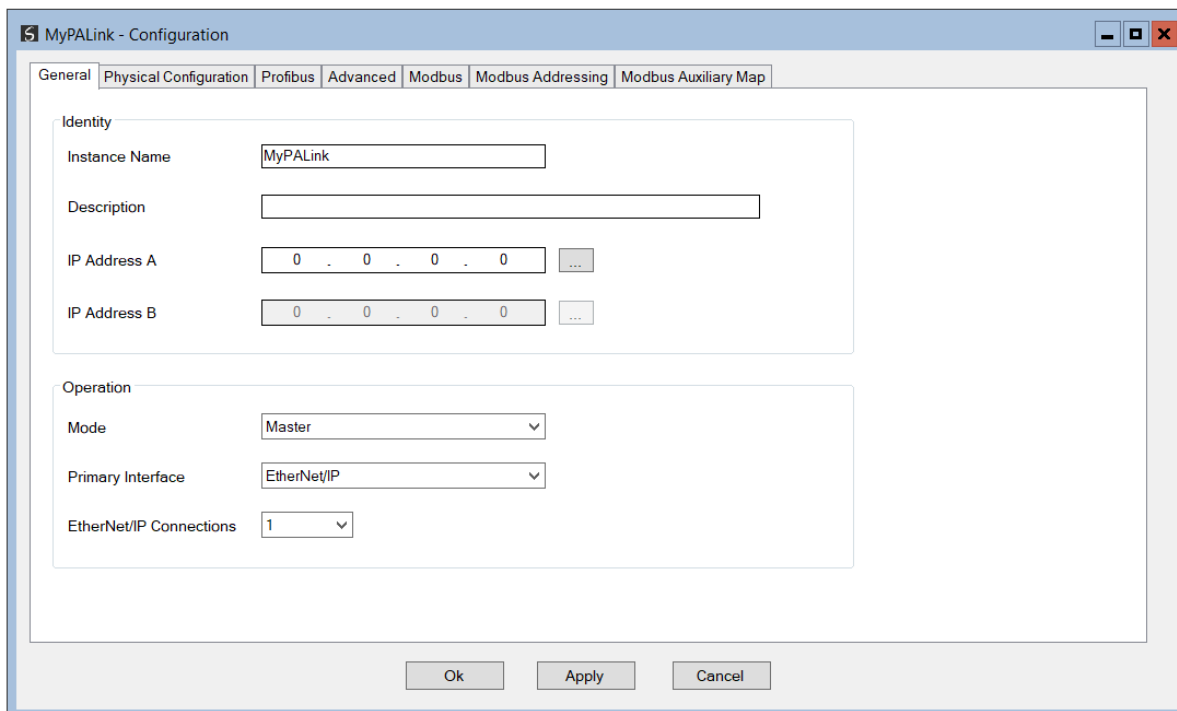 MyPALink - Configuration
General Physical Configuration Profibus Advanced Modbus Modbus Addressing Modbus Auxiliary Map
Identity
Instance Name MyPALink
Description
IP Address A 0 . 0 . 0 . 0 ...
IP Address B 0 . 0 . 0 . 0 ...
Operation
Mode Master
Primary Interface EtherNet/IP
EtherNet/IP Connections 1
Ok Apply Cancel